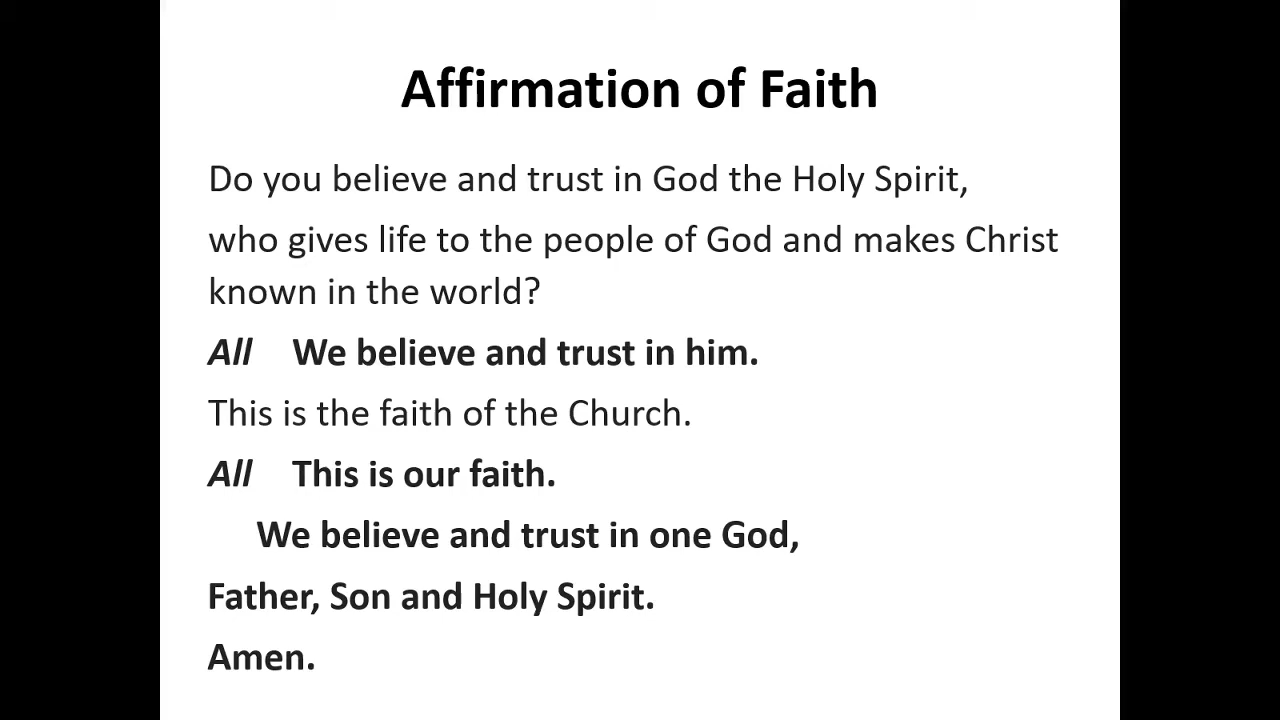 Affirmation of Faith
Do you believe and trust in God the Holy Spirit,
who gives life to the people of God and makes Christ
known in the world?
All We believe and trust in him.
This is the faith of the Church.
All This is our faith.
We believe and trust in one God,
Father, Son and Holy Spirit.
Amen.